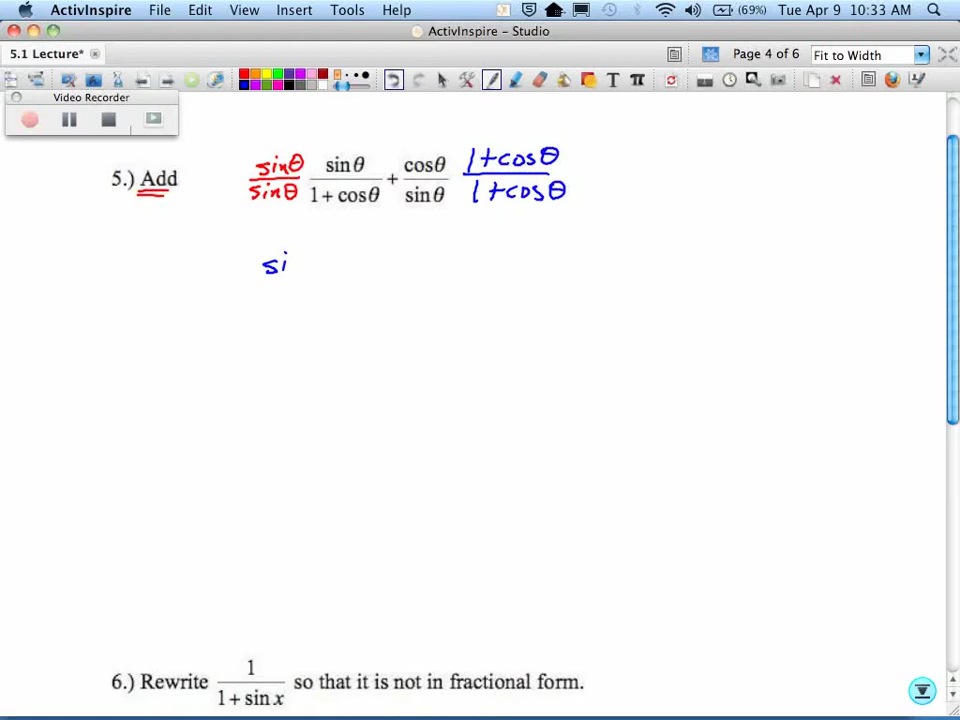 ActivInspire File Edit View Insert Tools Help (69%) Tue Apr 9 10:33 AM
ActivInspire – Studio
5.1 Lecture* Page 4 of 6 Fit to Width
Video Recorder
5.) Add sinθ/sinθ sinθ/(1 + cosθ) + cosθ/sinθ (1+cosθ)/(1+cosθ)
si
6.) Rewrite 1/(1 + sin x) so that it is not in fractional form.